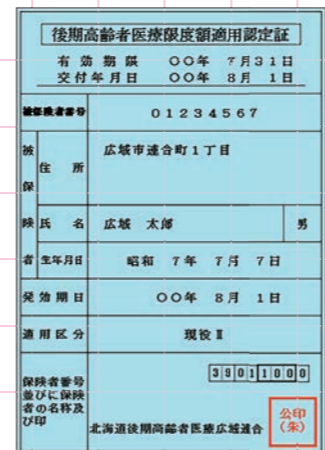 後期高齢者医療限度額適用認定証
有効期限 〇〇年 7月31日
交付年月日 〇〇年 8月 1日
被保険者番号 01234567
被保険者
住所 広域市連合町1丁目
氏名 広域 太郎 男
生年月日 昭和 7年 7月 7日
発効期日 〇〇年 8月 1日
適用区分 現役Ⅱ
保険者番号
並びに保険
者の名称及
び印
39011000
北海道後期高齢者医療広域連合
公印
(朱)